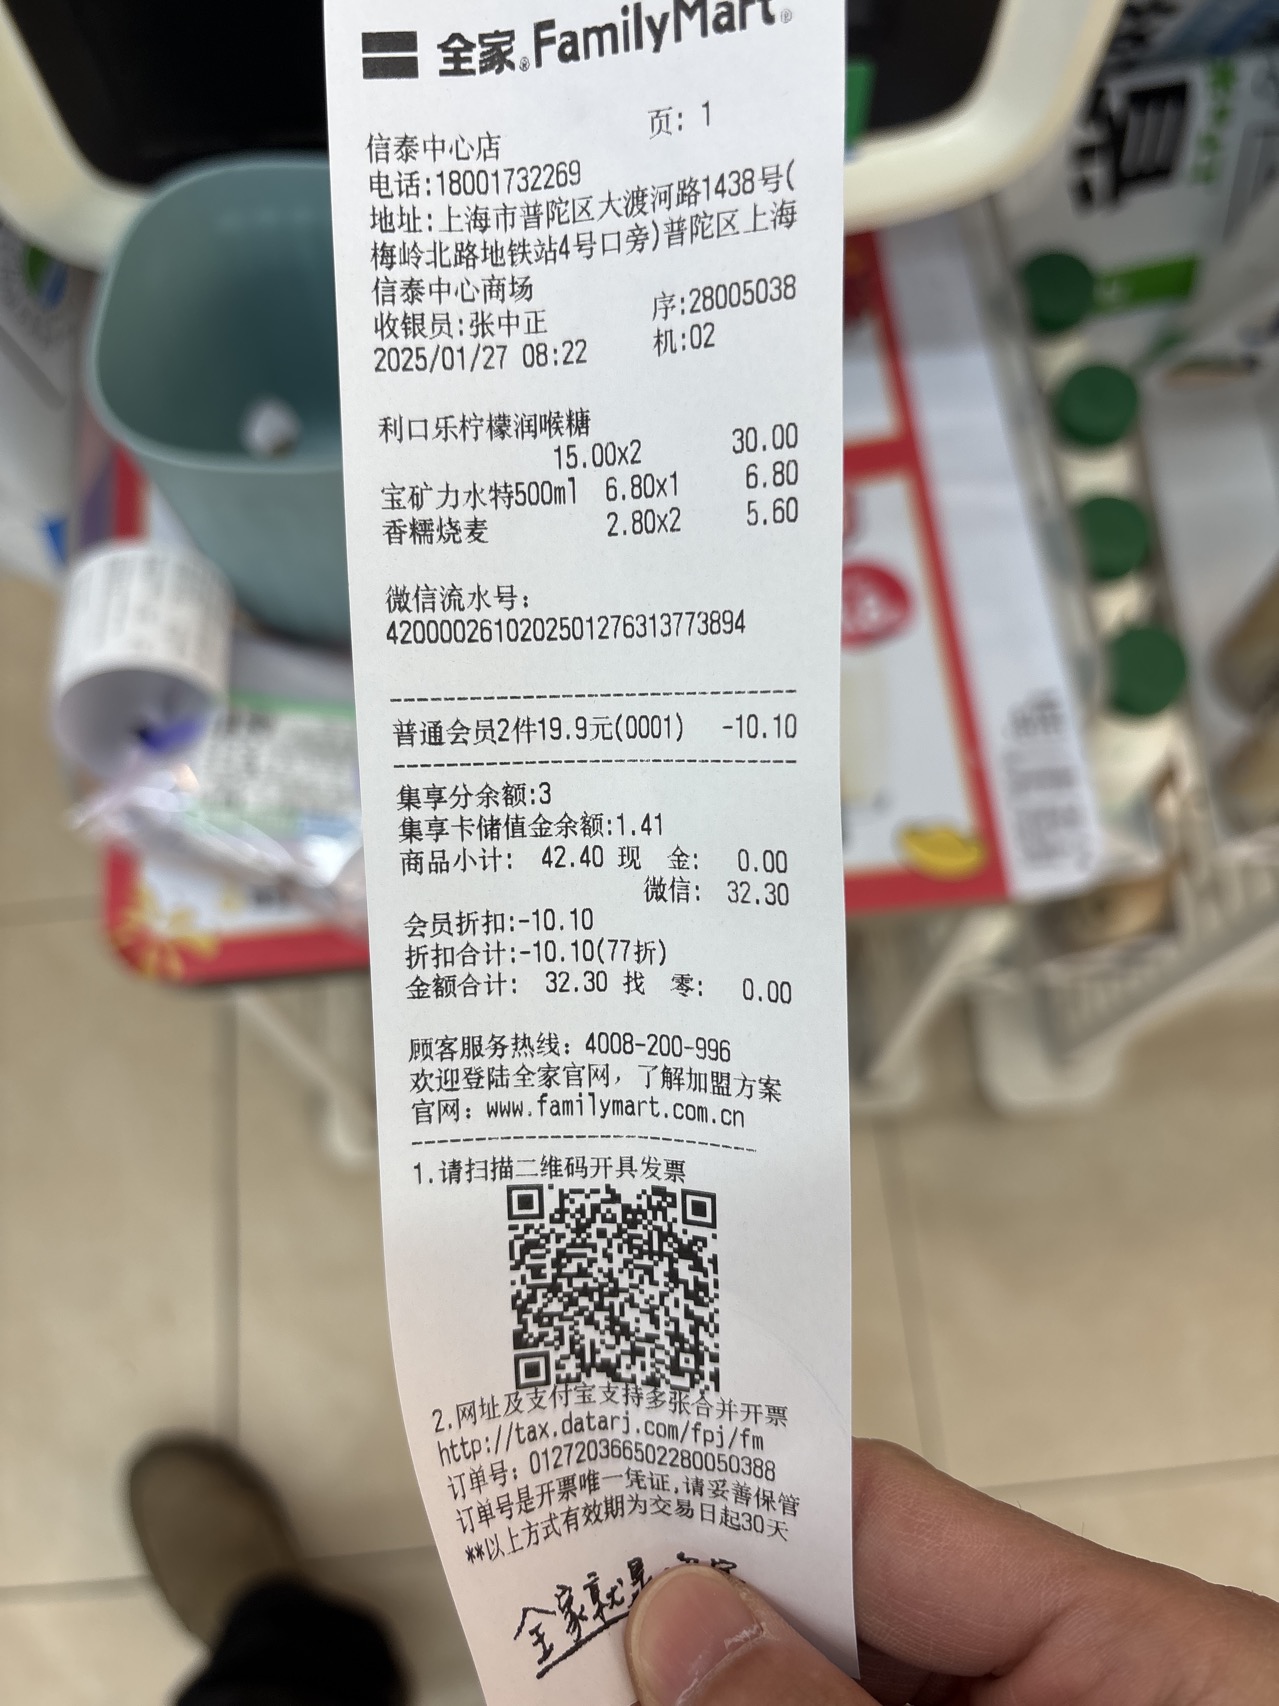 全家®FamilyMart®
页: 1
信泰中心店
电话:18001732269
地址:上海市普陀区大渡河路1438号(
梅岭北路地铁站4号口旁)普陀区上海
信泰中心商场
收银员:张中正 序:28005038
2025/01/27 08:22 机:02
利口乐柠檬润喉糖
15.00x2 30.00
宝矿力水特500ml 6.80x1 6.80
香糯烧麦 2.80x2 5.60
微信流水号:
4200002610202501276313773894
普通会员2件19.9元(0001) -10.10
集享分余额:3
集享卡储值金余额:1.41
商品小计: 42.40 现 金: 0.00
微信: 32.30
会员折扣:-10.10
折扣合计:-10.10(77折)
金额合计: 32.30 找 零: 0.00
顾客服务热线: 4008-200-996
欢迎登陆全家官网, 了解加盟方案
官网: www.familymart.com.cn
1.请扫描二维码开具发票
2.网址及支付宝支持多张合并开票
http://tax.datarj.com/fpj/fm
订单号: 012720366502280050388
订单号是开票唯一凭证,请妥善保管
**以上方式有效期为交易日起30天
全家就是